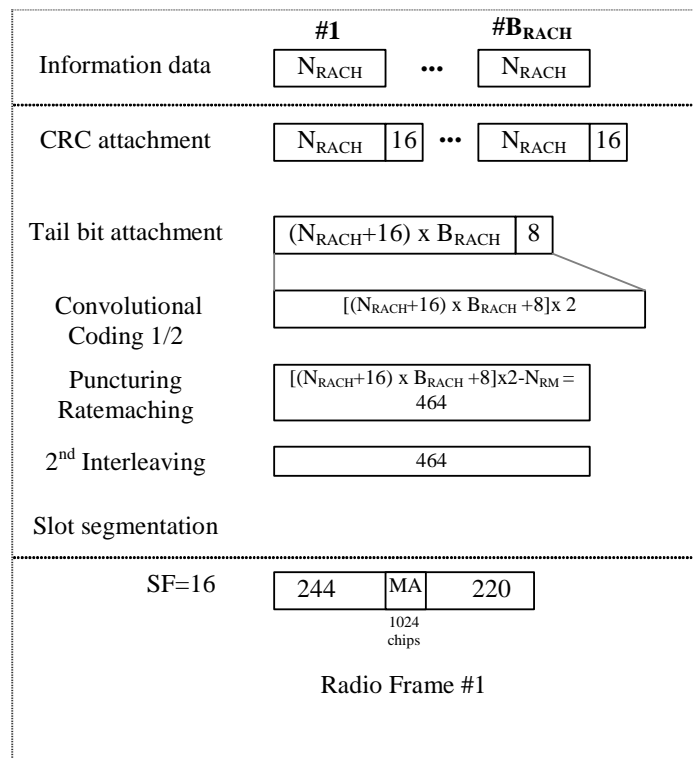 #1 #B_RACH
Information data N_RACH ... N_RACH
CRC attachment N_RACH 16 ... N_RACH 16
Tail bit attachment (N_RACH+16) x B_RACH 8
Convolutional
Coding 1/2
[(N_RACH+16) x B_RACH +8]x 2
Puncturing
Ratemaching
[(N_RACH+16) x B_RACH +8]x2-N_RM =
464
2nd Interleaving 464
Slot segmentation
SF=16 244 MA 220
1024
chips
Radio Frame #1